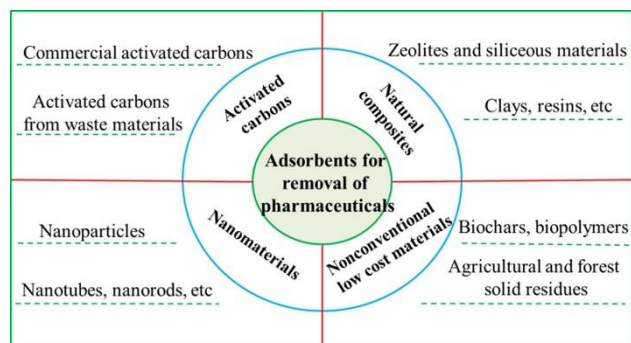 Commercial activated carbons
Activated carbons
from waste materials
Activated
carbons
Zeolites and siliceous materials
Clays, resins, etc
Natural
composites
Adsorbents for
removal of
pharmaceuticals
Nanoparticles
Nanotubes, nanorods, etc
Nanomaterials
Nonconventional
low cost materials
Biochars, biopolymers
Agricultural and forest
solid residues